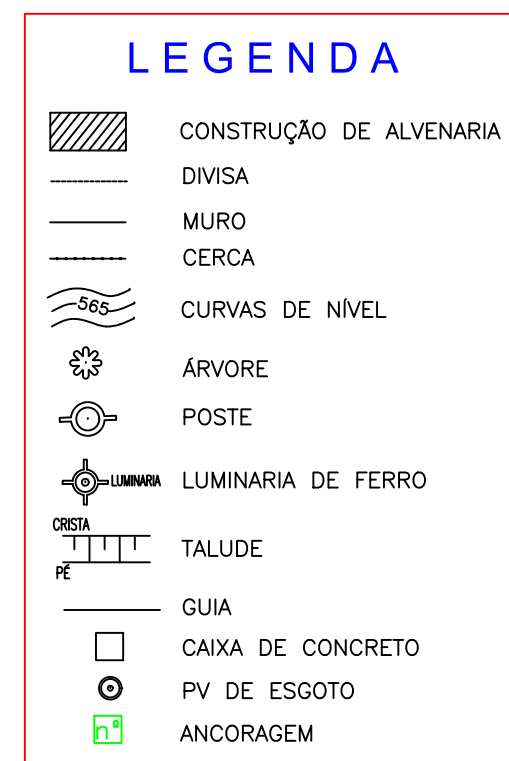 LEGENDA
CONSTRUÇÃO DE ALVENARIA
DIVISA
MURO
CERCA
565 CURVAS DE NÍVEL
ÁRVORE
POSTE
LUMINARIA LUMINARIA DE FERRO
CRISTA
TALUDE
PÉ
GUIA
CAIXA DE CONCRETO
PV DE ESGOTO
nº ANCORAGEM